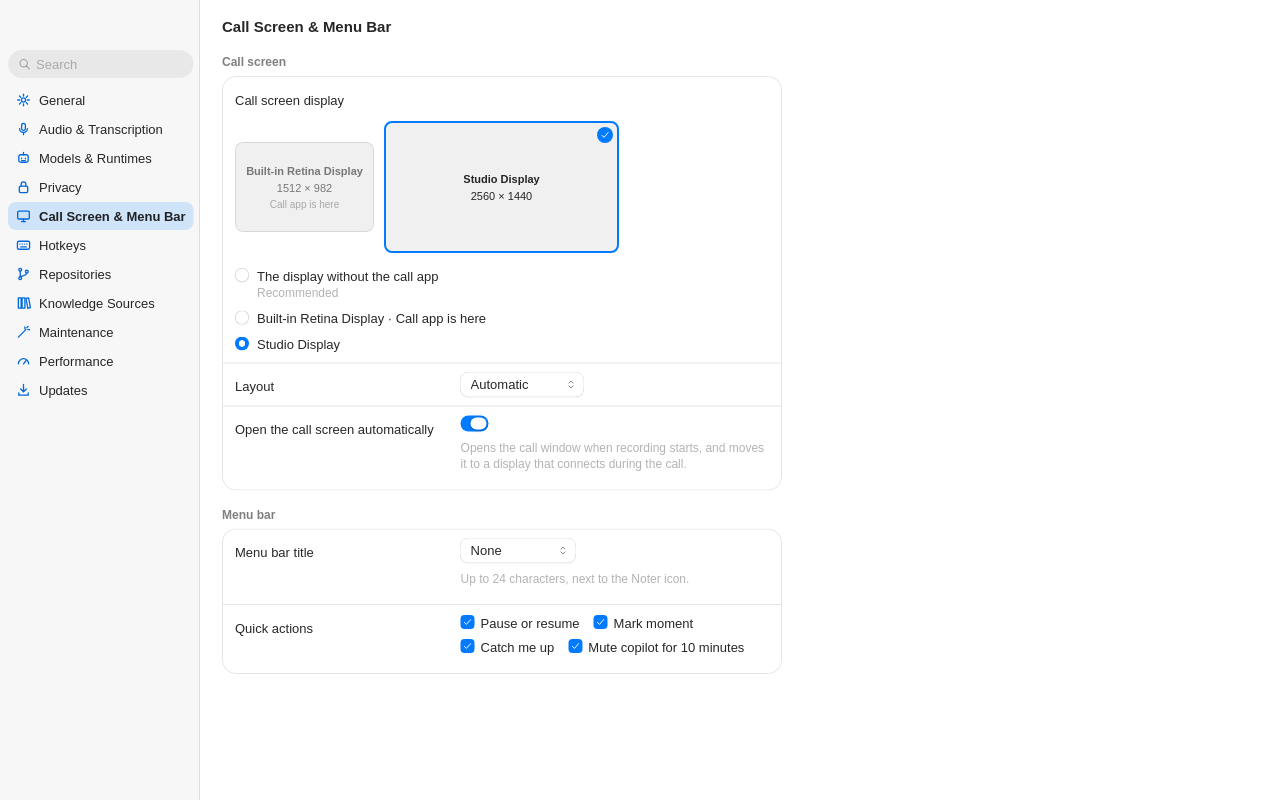 Call Screen & Menu Bar
Search
General
Audio & Transcription
Models & Runtimes
Privacy
Call Screen & Menu Bar
Hotkeys
Repositories
Knowledge Sources
Maintenance
Performance
Updates
Call screen
Call screen display
Built-in Retina Display
1512 × 982
Call app is here
Studio Display
2560 × 1440
The display without the call app
Recommended
Built-in Retina Display · Call app is here
Studio Display
Layout
Automatic
Open the call screen automatically
Opens the call window when recording starts, and moves
it to a display that connects during the call.
Menu bar
Menu bar title
None
Up to 24 characters, next to the Noter icon.
Quick actions
Pause or resume
Mark moment
Catch me up
Mute copilot for 10 minutes